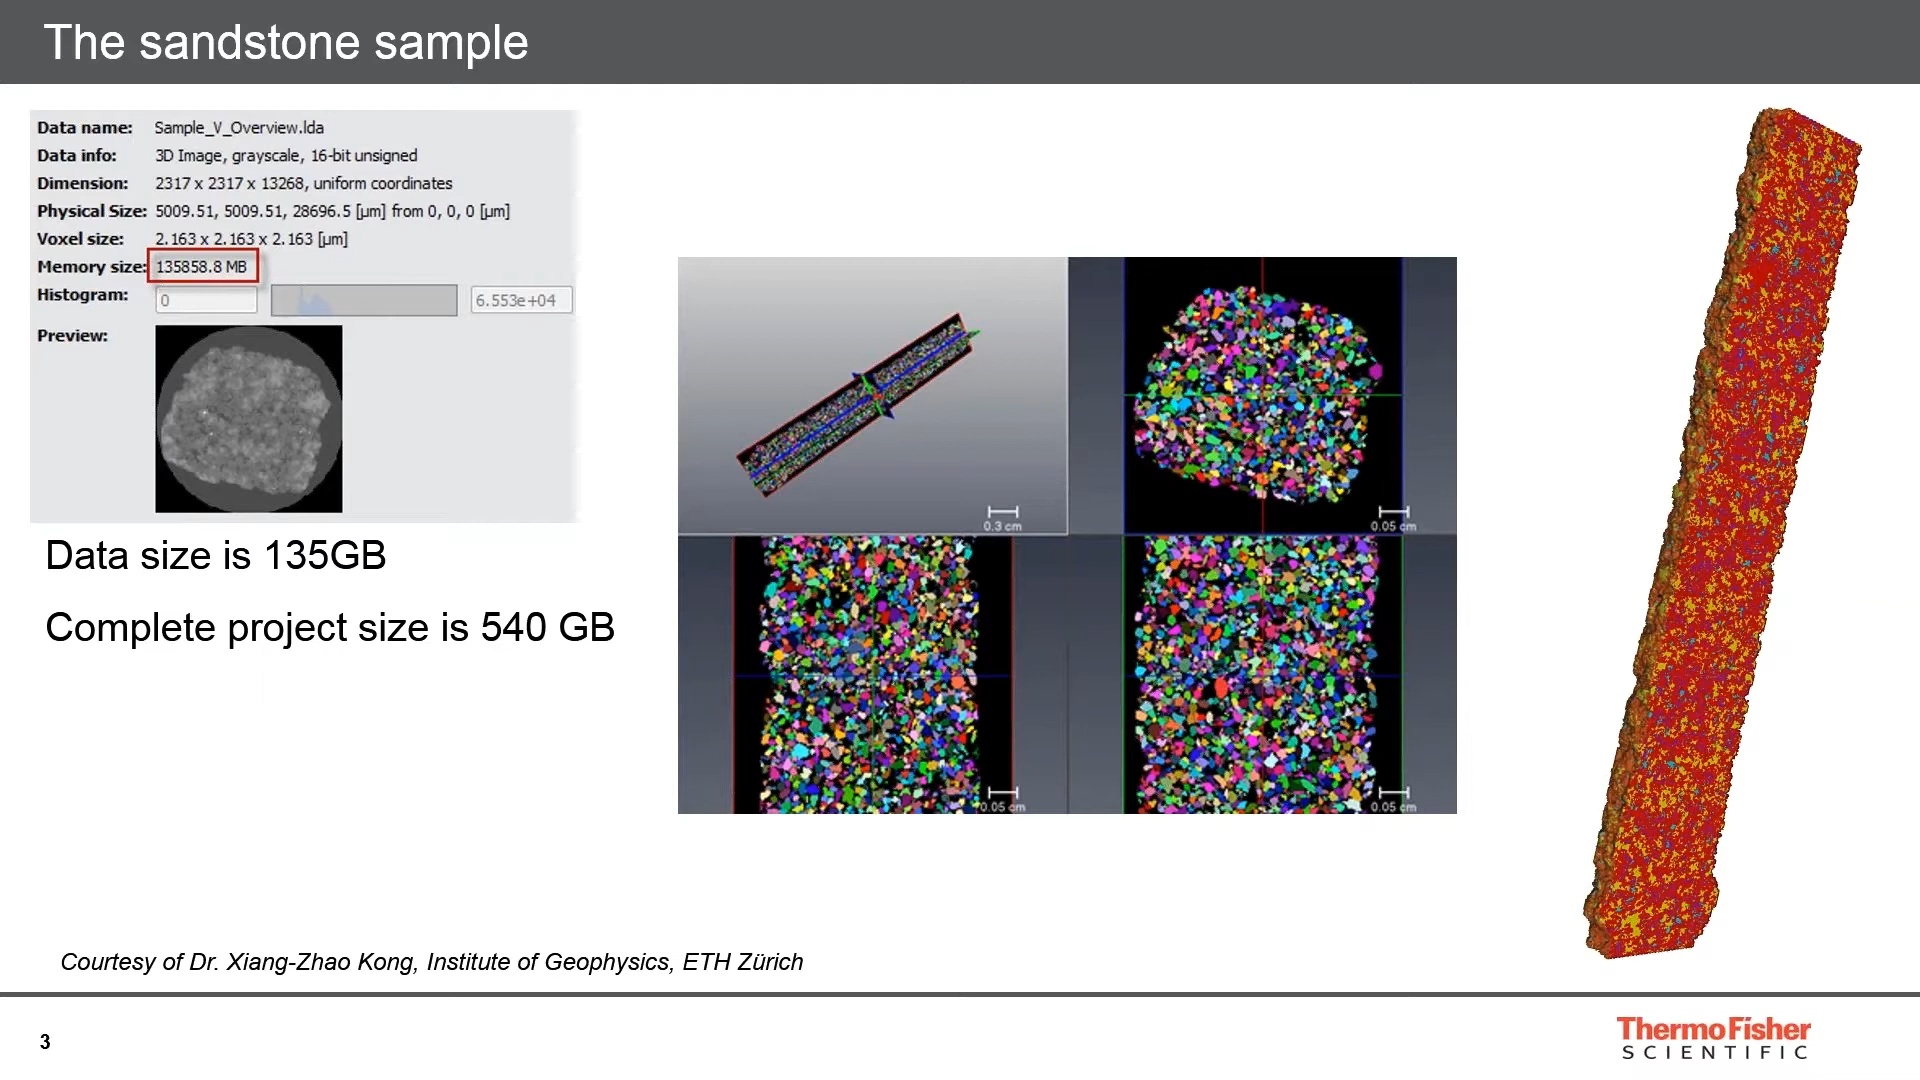 The sandstone sample
Data name: Sample_V_Overview.lda
Data info: 3D Image, grayscale, 16-bit unsigned
Dimension: 2317 x 2317 x 13268, uniform coordinates
Physical Size: 5009.51, 5009.51, 28696.5 [µm] from 0, 0, 0 [µm]
Voxel size: 2.163 x 2.163 x 2.163 [µm]
Memory size: 135858.8 MB
Histogram: 0 6.553e+04
Preview:
Data size is 135GB
Complete project size is 540 GB
0.3 cm
0.05 cm
0.05 cm
0.05 cm
Courtesy of Dr. Xiang-Zhao Kong, Institute of Geophysics, ETH Zürich
3
ThermoFisher
SCIENTIFIC